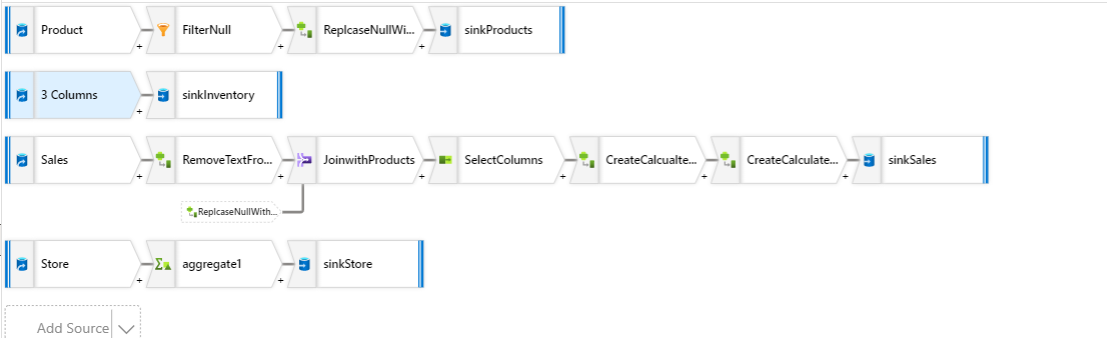 Product FilterNull ReplcaseNullWi... sinkProducts
+ + +
3 Columns sinkInventory
+
Sales RemoveTextFro... JoinwithProducts SelectColumns CreateCalcualte... CreateCalculate... sinkSales
+ + + + + +
ReplcaseNullWith...
Store aggregate1 sinkStore
+ +
Add Source